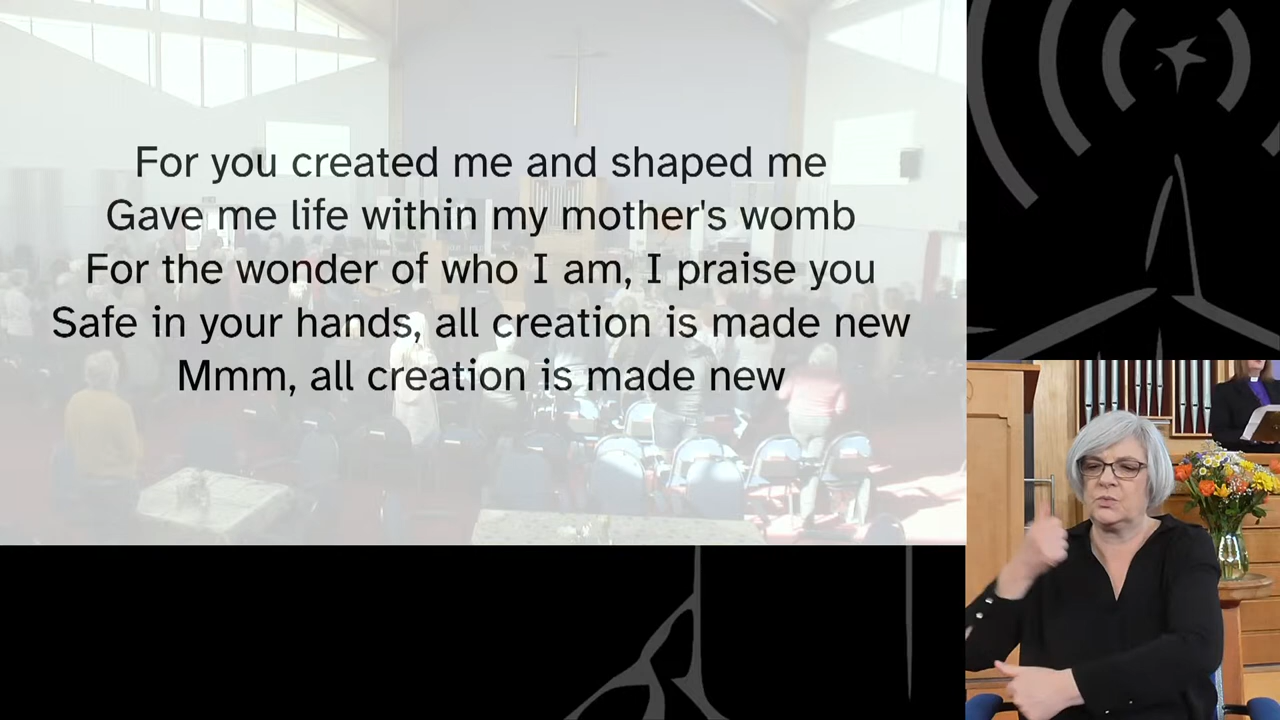 For you created me and shaped me
Gave me life within my mother's womb
For the wonder of who I am, I praise you
Safe in your hands, all creation is made new
Mmm, all creation is made new